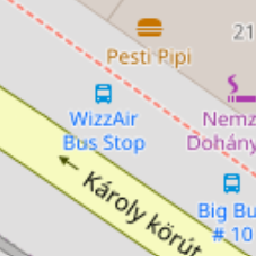 21
Pesti Pipi
WizzAir
Bus Stop
Nemz
Dohány
Károly körút
Big Bu
# 10